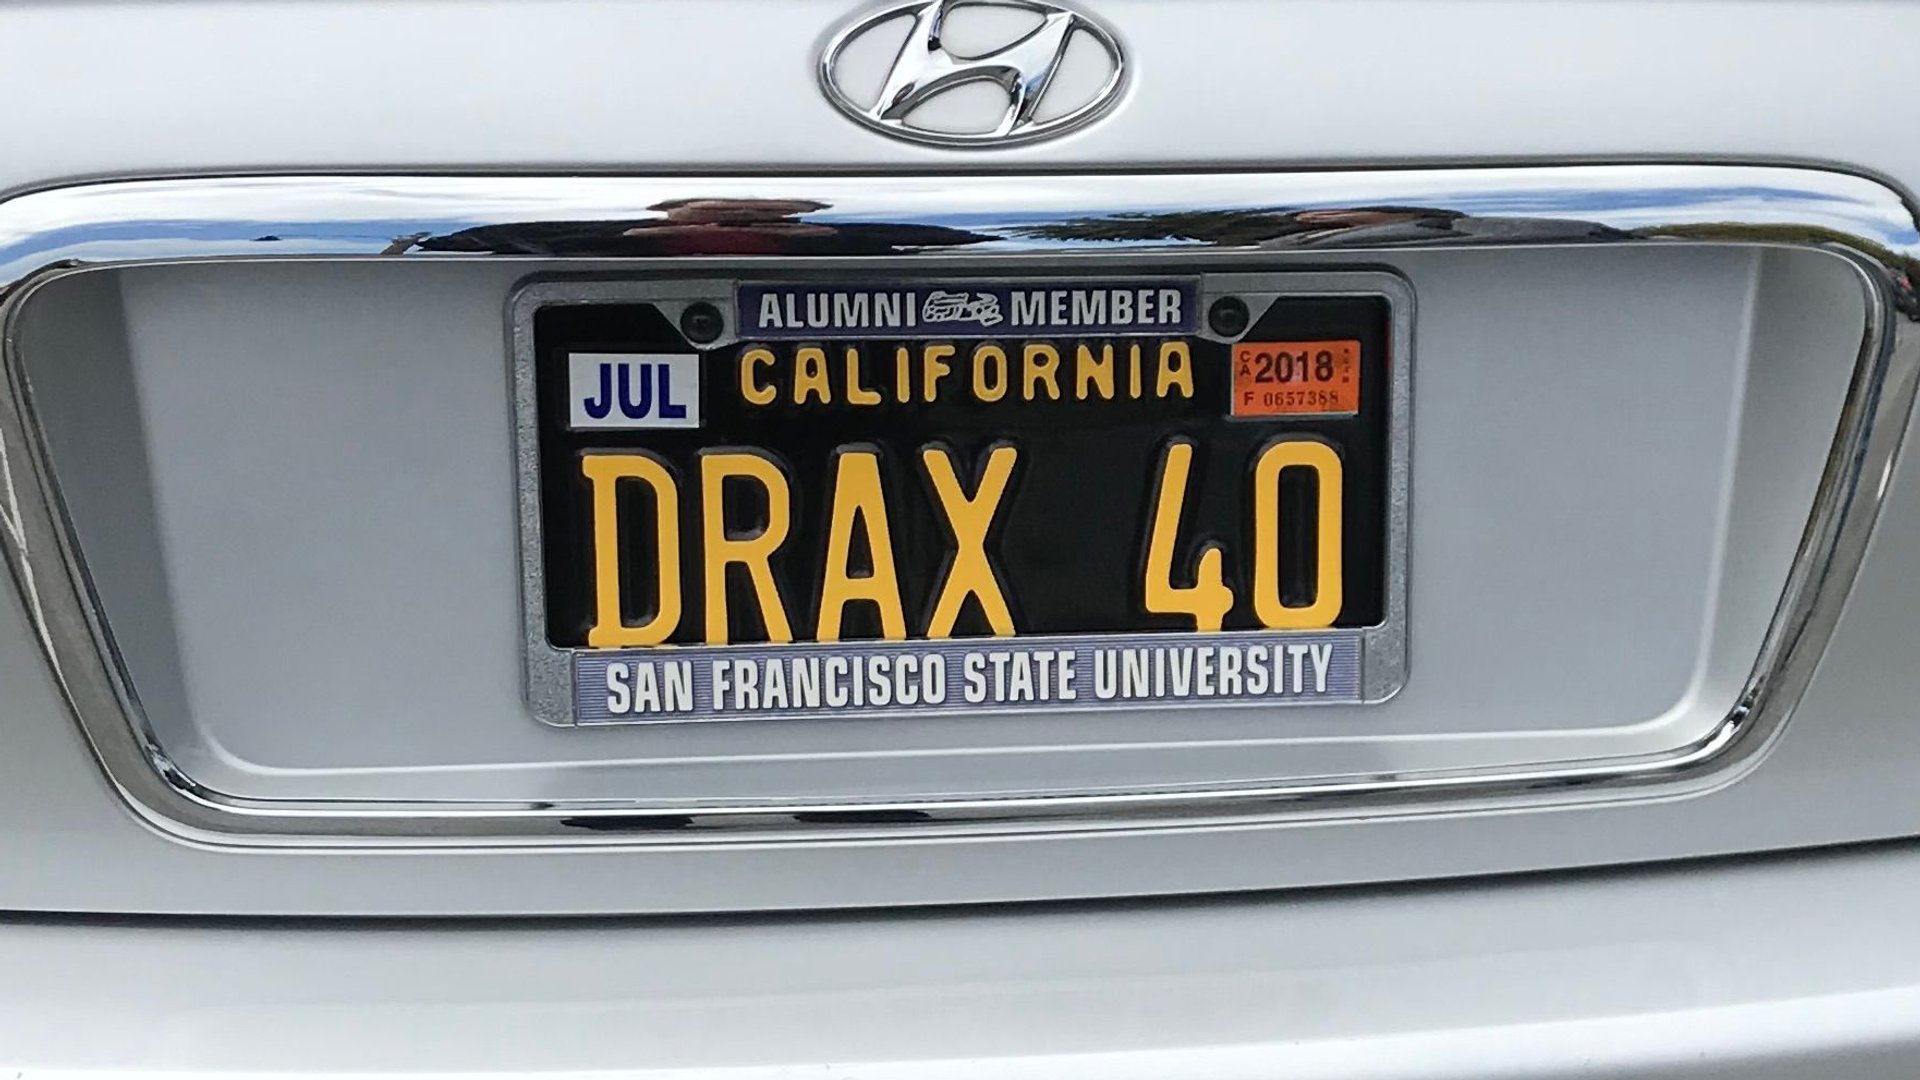 ALUMNI MEMBER
JUL
CALIFORNIA
CA 2018
F 0657388
DRAX 40
SAN FRANCISCO STATE UNIVERSITY